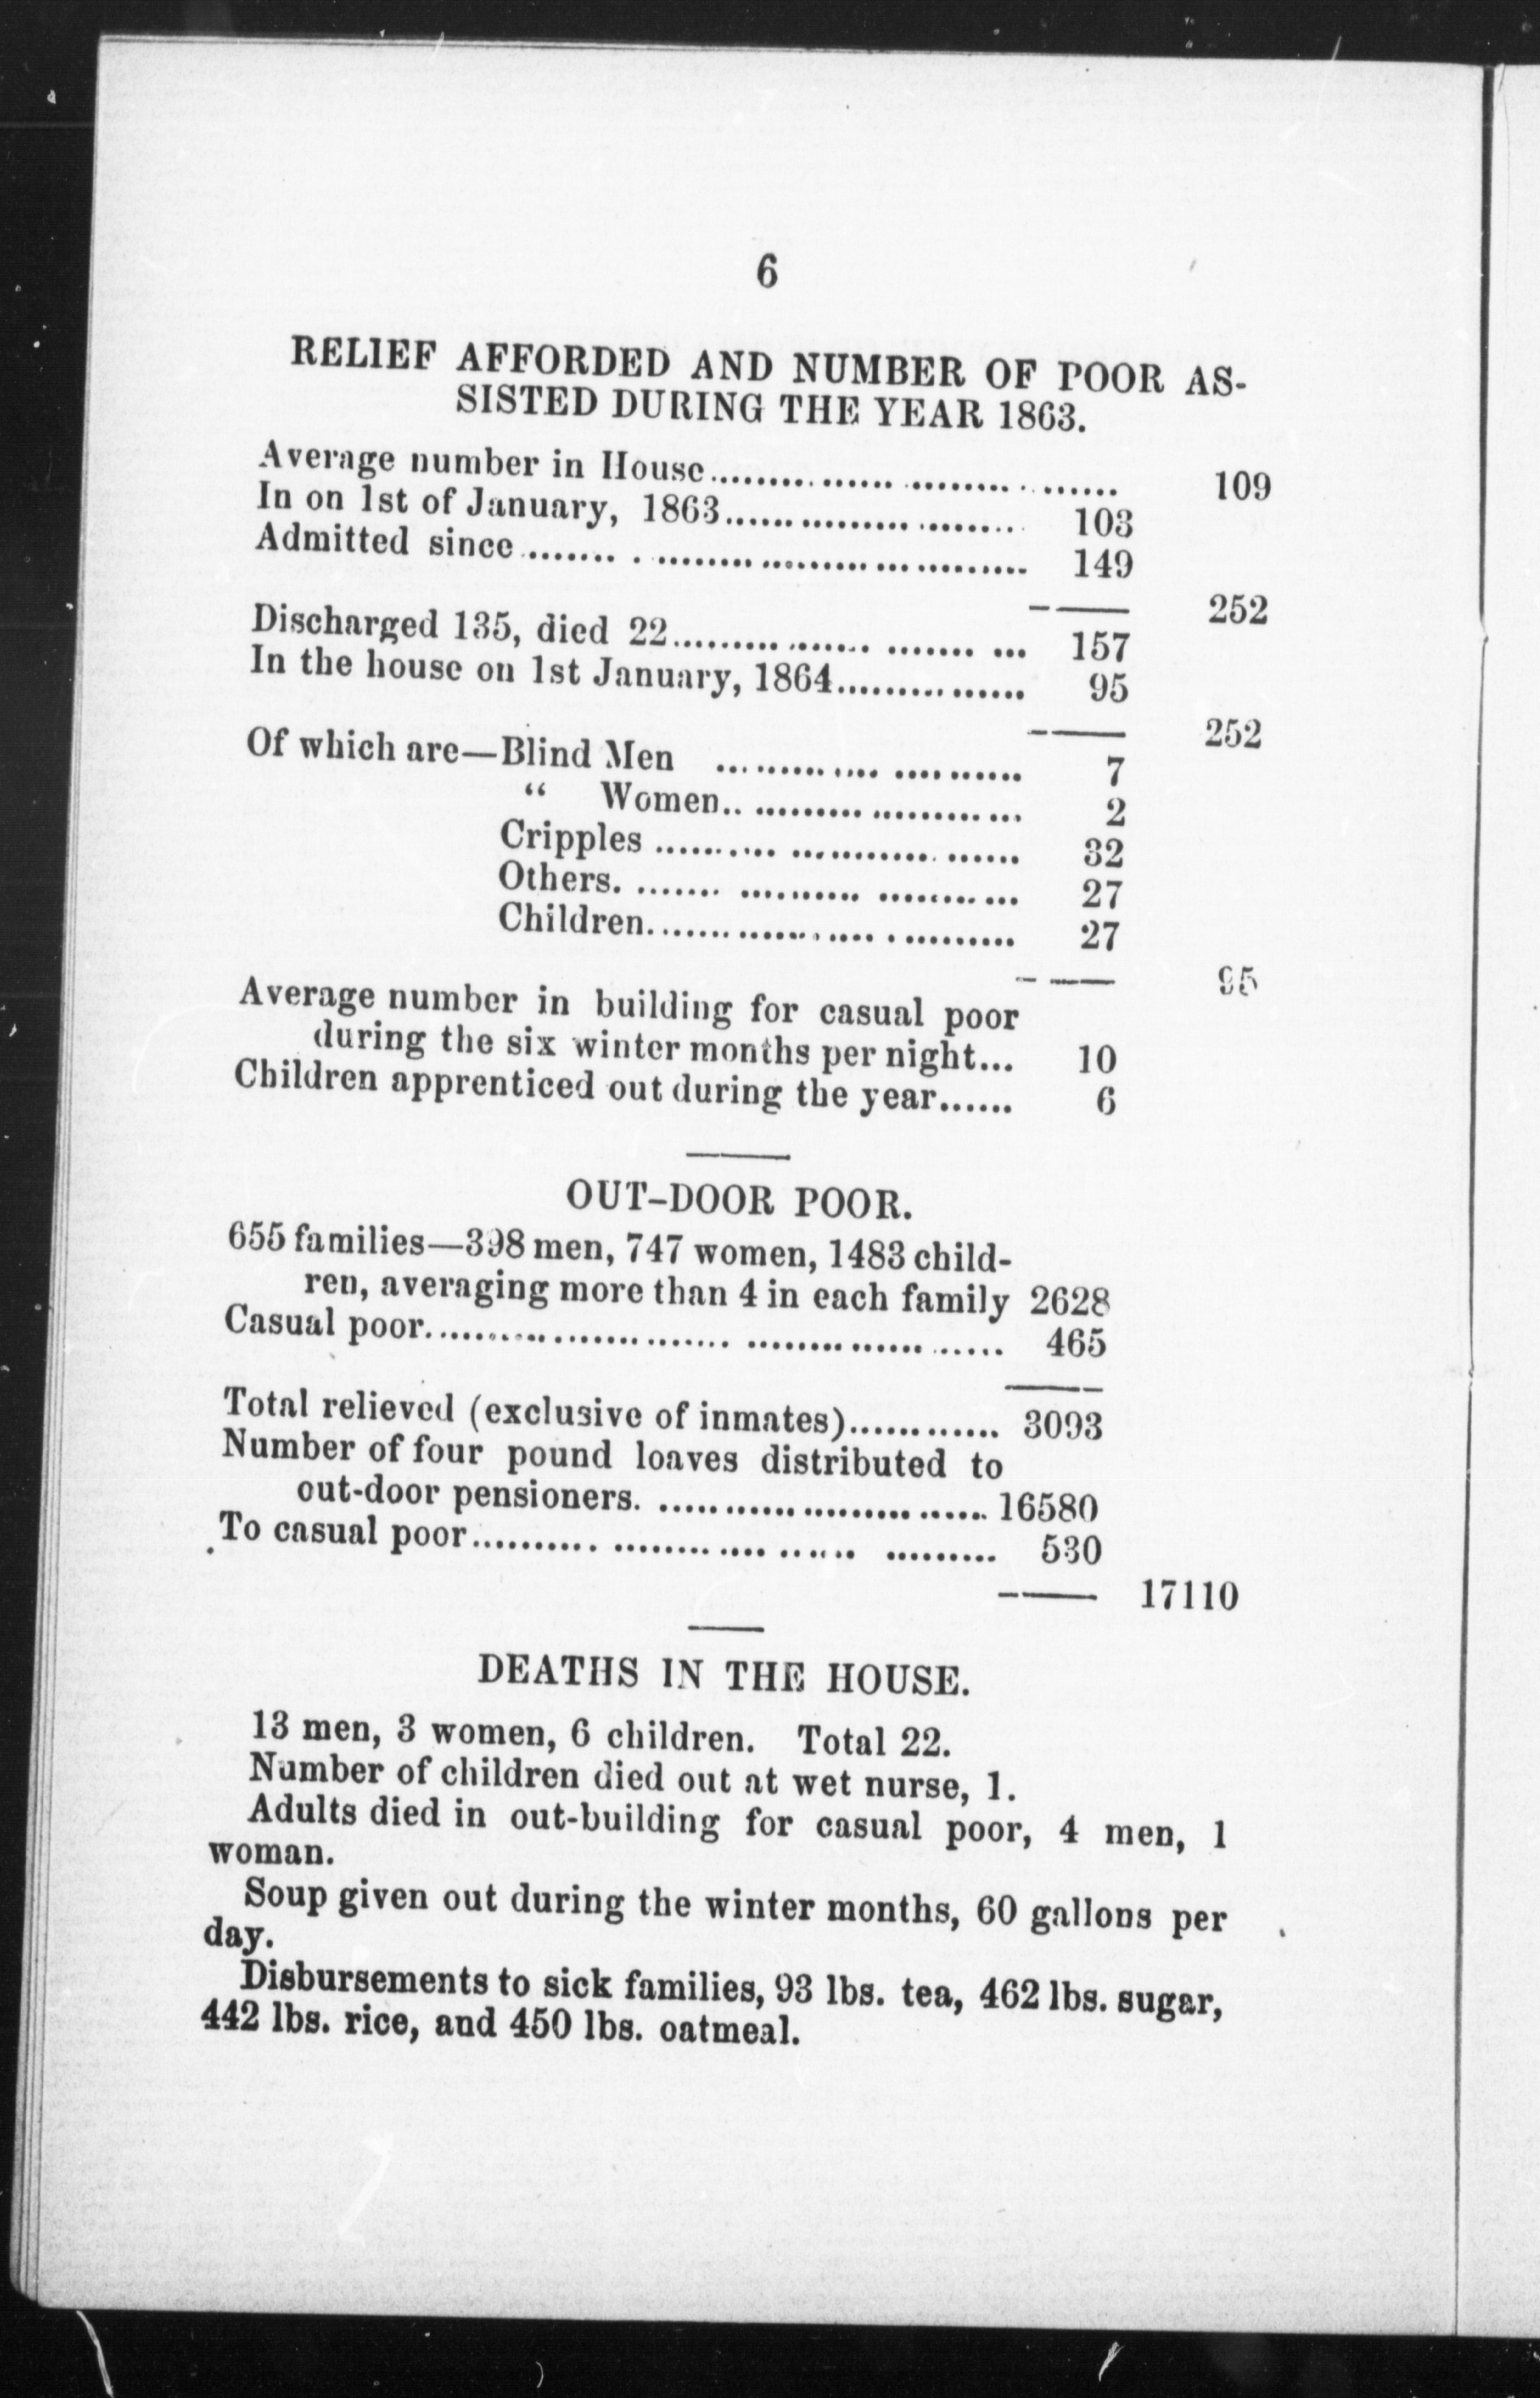 6
RELIEF AFFORDED AND NUMBER OF POOR AS-
SISTED DURING THE YEAR 1863.
Average number in House........................ 109
In on 1st of January, 1863........................ 103
Admitted since........................ 149
252
Discharged 135, died 22........................ 157
In the house on 1st January, 1864............... 95
252
Of which are—Blind Men ........................ 7
“ Women........................ 2
Cripples ........................ 32
Others. ........................ 27
Children........................ 27
95
Average number in building for casual poor
during the six winter months per night... 10
Children apprenticed out during the year...... 6
OUT-DOOR POOR.
655 families—398 men, 747 women, 1483 child-
ren, averaging more than 4 in each family 2628
Casual poor........................ 465
Total relieved (exclusive of inmates)............ 3093
Number of four pound loaves distributed to
out-door pensioners. ........................ 16580
To casual poor........................ 530
17110
DEATHS IN THE HOUSE.
13 men, 3 women, 6 children. Total 22.
Number of children died out at wet nurse, 1.
Adults died in out-building for casual poor, 4 men, 1
woman.
Soup given out during the winter months, 60 gallons per
day.
Disbursements to sick families, 93 lbs. tea, 462 lbs. sugar,
442 lbs. rice, and 450 lbs. oatmeal.